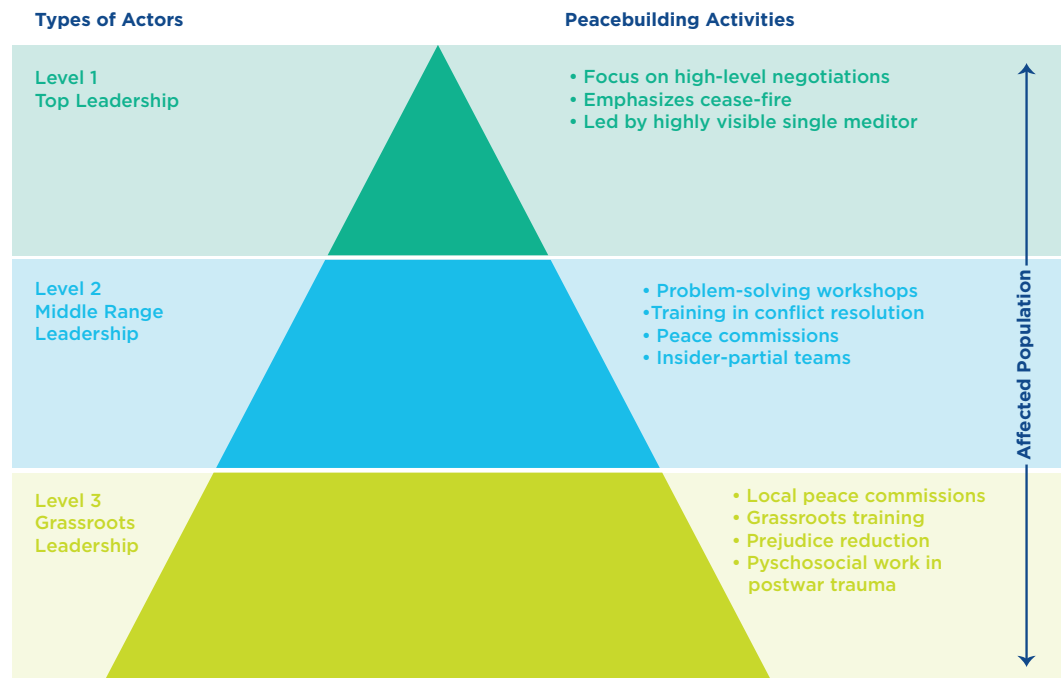 Types of Actors
Peacebuilding Activities
Level 1
Top Leadership
• Focus on high-level negotiations
• Emphasizes cease-fire
• Led by highly visible single meditor
Level 2
Middle Range
Leadership
• Problem-solving workshops
•Training in conflict resolution
• Peace commissions
• Insider-partial teams
Level 3
Grassroots
Leadership
• Local peace commissions
• Grassroots training
• Prejudice reduction
• Pyschosocial work in
postwar trauma
Affected Population